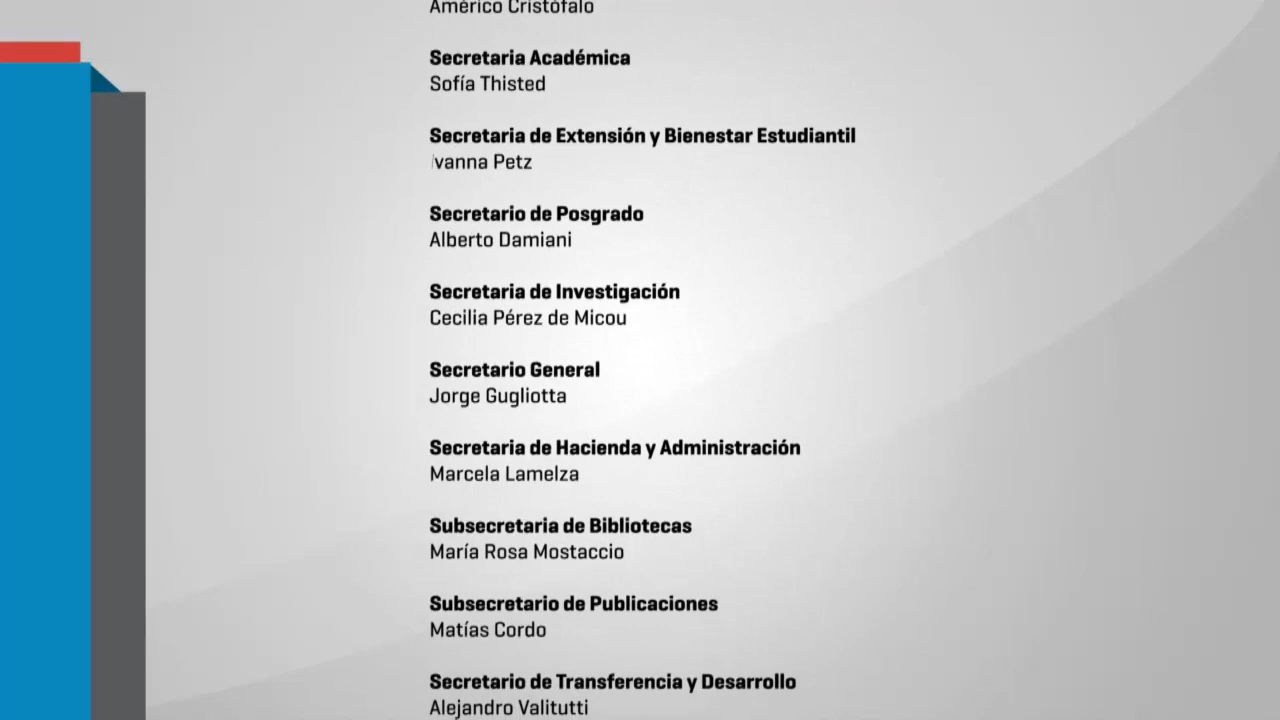 Américo Cristófalo
Secretaria Académica
Sofía Thisted
Secretaria de Extensión y Bienestar Estudiantil
Ivanna Petz
Secretario de Posgrado
Alberto Damiani
Secretaria de Investigación
Cecilia Pérez de Micou
Secretario General
Jorge Gugliotta
Secretaria de Hacienda y Administración
Marcela Lamelza
Subsecretaria de Bibliotecas
María Rosa Mostaccio
Subsecretario de Publicaciones
Matías Cordo
Secretario de Transferencia y Desarrollo
Alejandro Valitutti